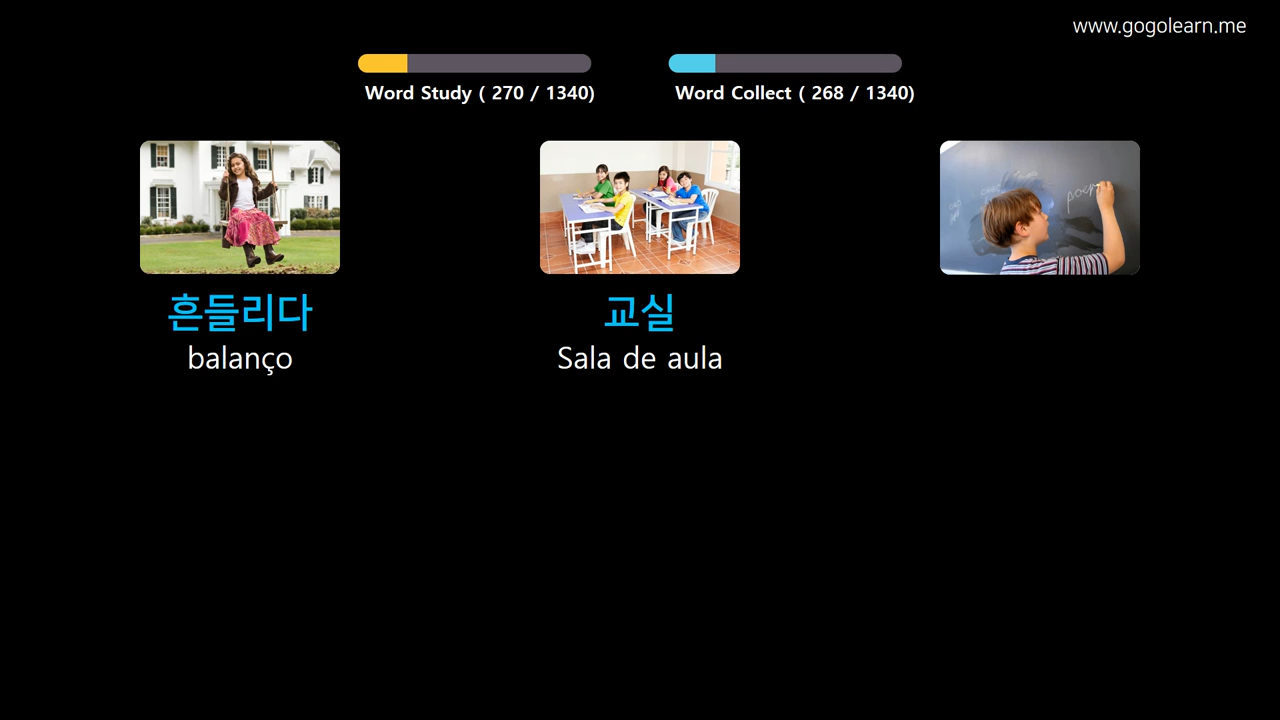 www.gogolearn.me
Word Study ( 270 / 1340)
Word Collect ( 268 / 1340)
흔들리다
balanço
교실
Sala de aula